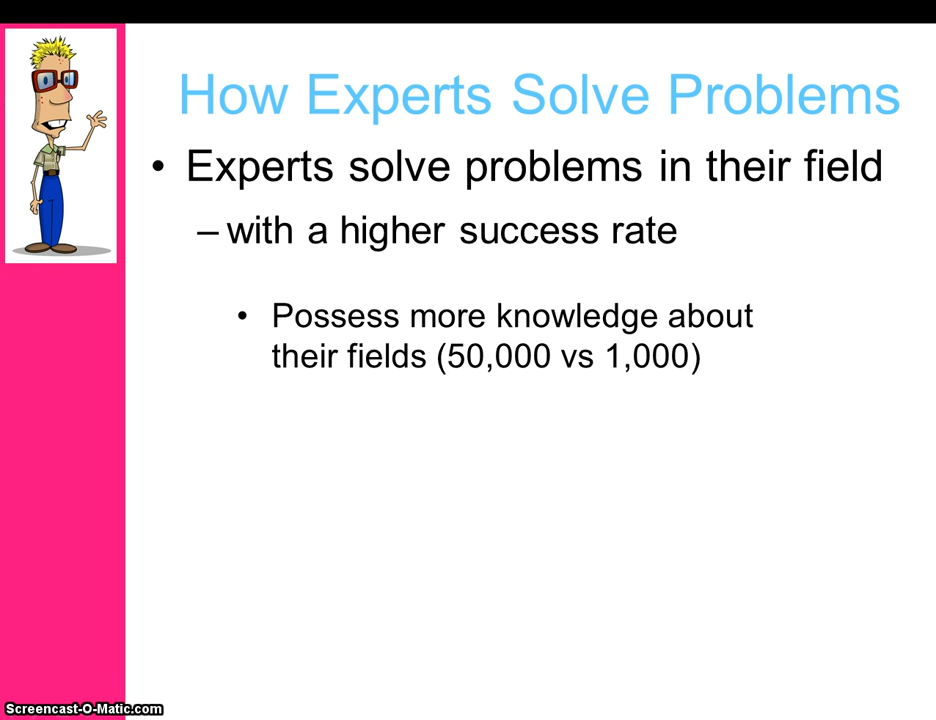 How Experts Solve Problems
• Experts solve problems in their field
– with a higher success rate
• Possess more knowledge about
their fields (50,000 vs 1,000)
Screencast-O-Matic.com